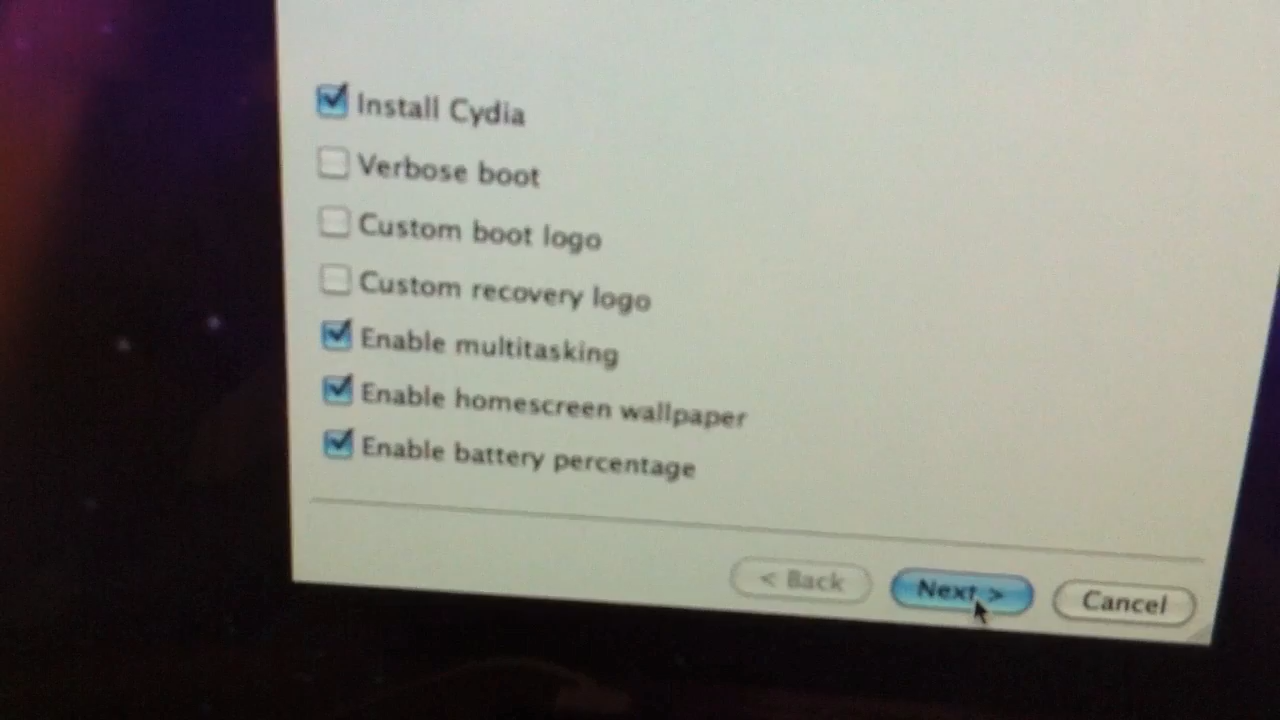 Install Cydia
Verbose boot
Custom boot logo
Custom recovery logo
Enable multitasking
Enable homescreen wallpaper
Enable battery percentage
< Back Next > Cancel